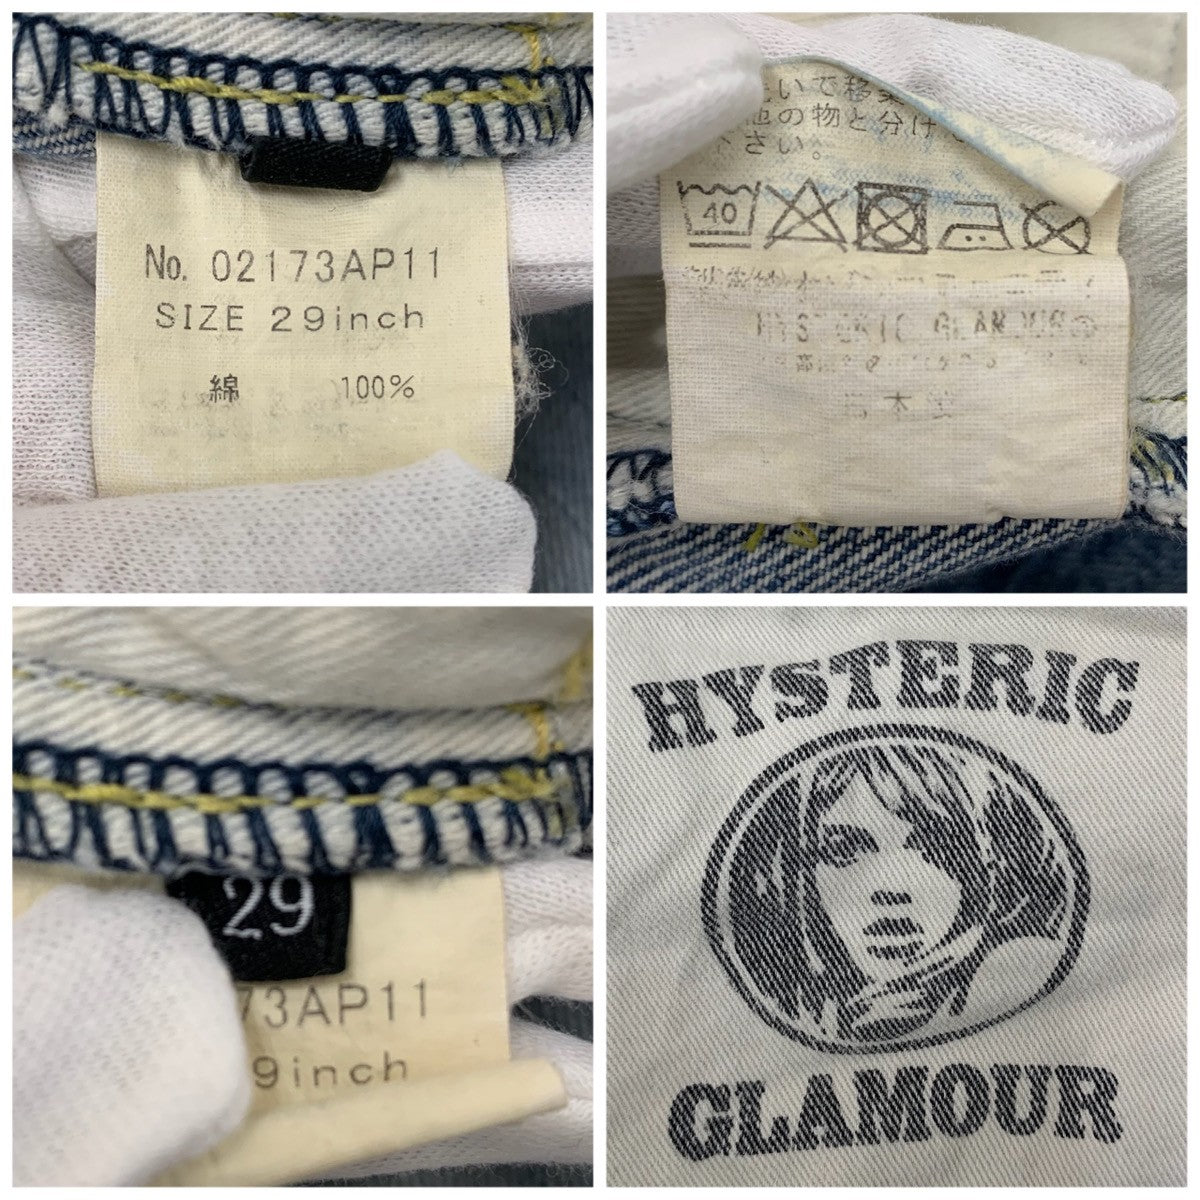 No. 02173AP11
SIZE 29inch
綿 100%
いで移
の物と分け
さい。
40
HYSTERIC GLAMOUR
29
73AP11
9inch
HYSTERIC
GLAMOUR